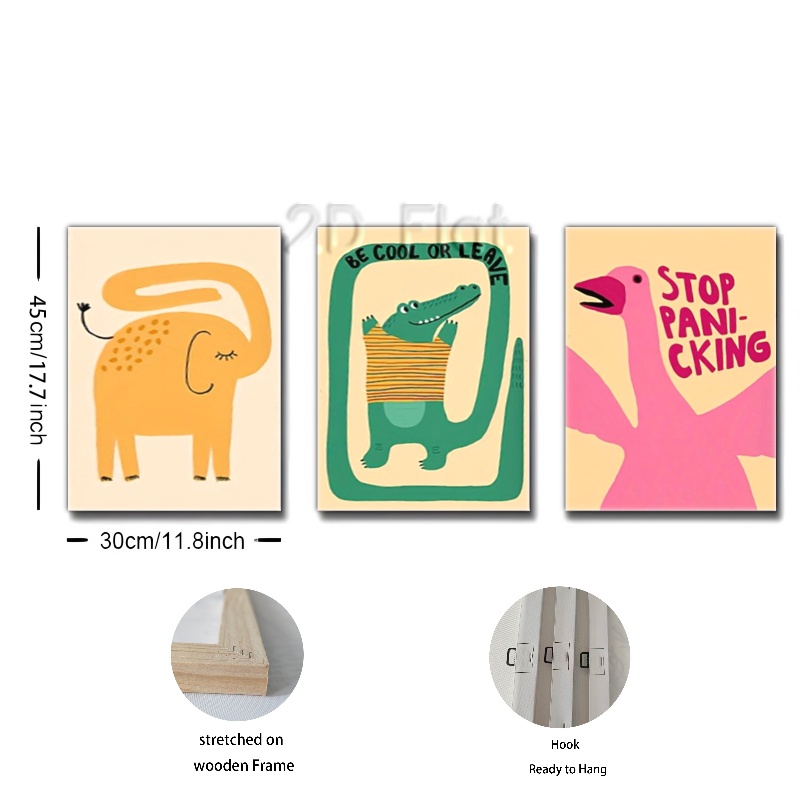 2D Flat
BE COOL OR LEAVE
STOP
PANI-
CKING
45cm/17.7inch
30cm/11.8inch
stretched on
wooden Frame
Hook
Ready to Hang